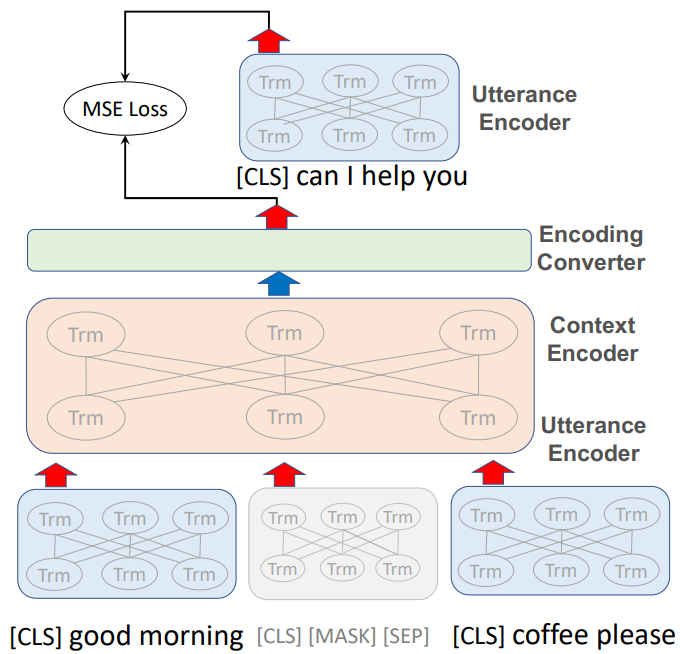 Trm Trm Trm
Utterance
Encoder
MSE Loss
Trm Trm Trm
[CLS] can I help you
Encoding
Converter
Trm Trm Trm
Context
Encoder
Trm Trm Trm
Utterance
Encoder
Trm Trm Trm
Trm Trm Trm
Trm Trm Trm
Trm Trm Trm
Trm Trm Trm
Trm Trm Trm
[CLS] good morning
[CLS] [MASK] [SEP]
[CLS] coffee please